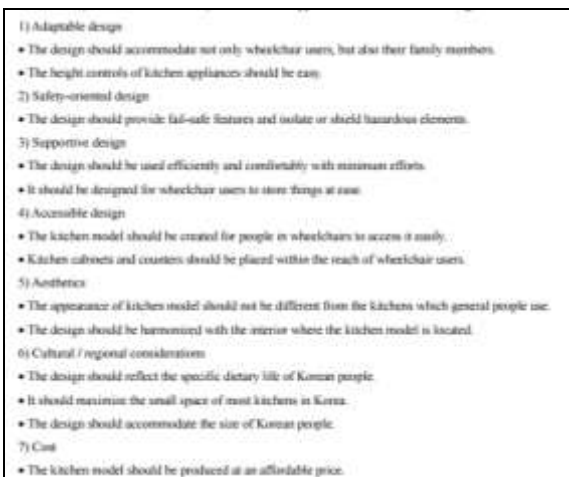 1) Adaptable design
• The design should accommodate not only wheelchair users, but also their family members.
• The height controls of kitchen appliances should be easy.
2) Safety-oriented design
• The design should provide fail-safe features and isolate or shield hazardous elements.
3) Supportive design
• The design should be used efficiently and comfortably with minimum efforts.
• It should be designed for wheelchair users to store things at ease.
4) Accessible design
• The kitchen model should be created for people in wheelchairs to access it easily.
• Kitchen cabinets and counters should be placed within the reach of wheelchair users.
5) Aesthetics
• The appearance of kitchen model should not be different from the kitchens which general people use.
• The design should be harmonized with the interior where the kitchen model is located.
6) Cultural / regional considerations
• The design should reflect the specific dietary life of Korean people.
• It should maximize the small space of most kitchens in Korea.
• The design should accommodate the size of Korean people.
7) Cost
• The kitchen model should be produced at an affordable price.